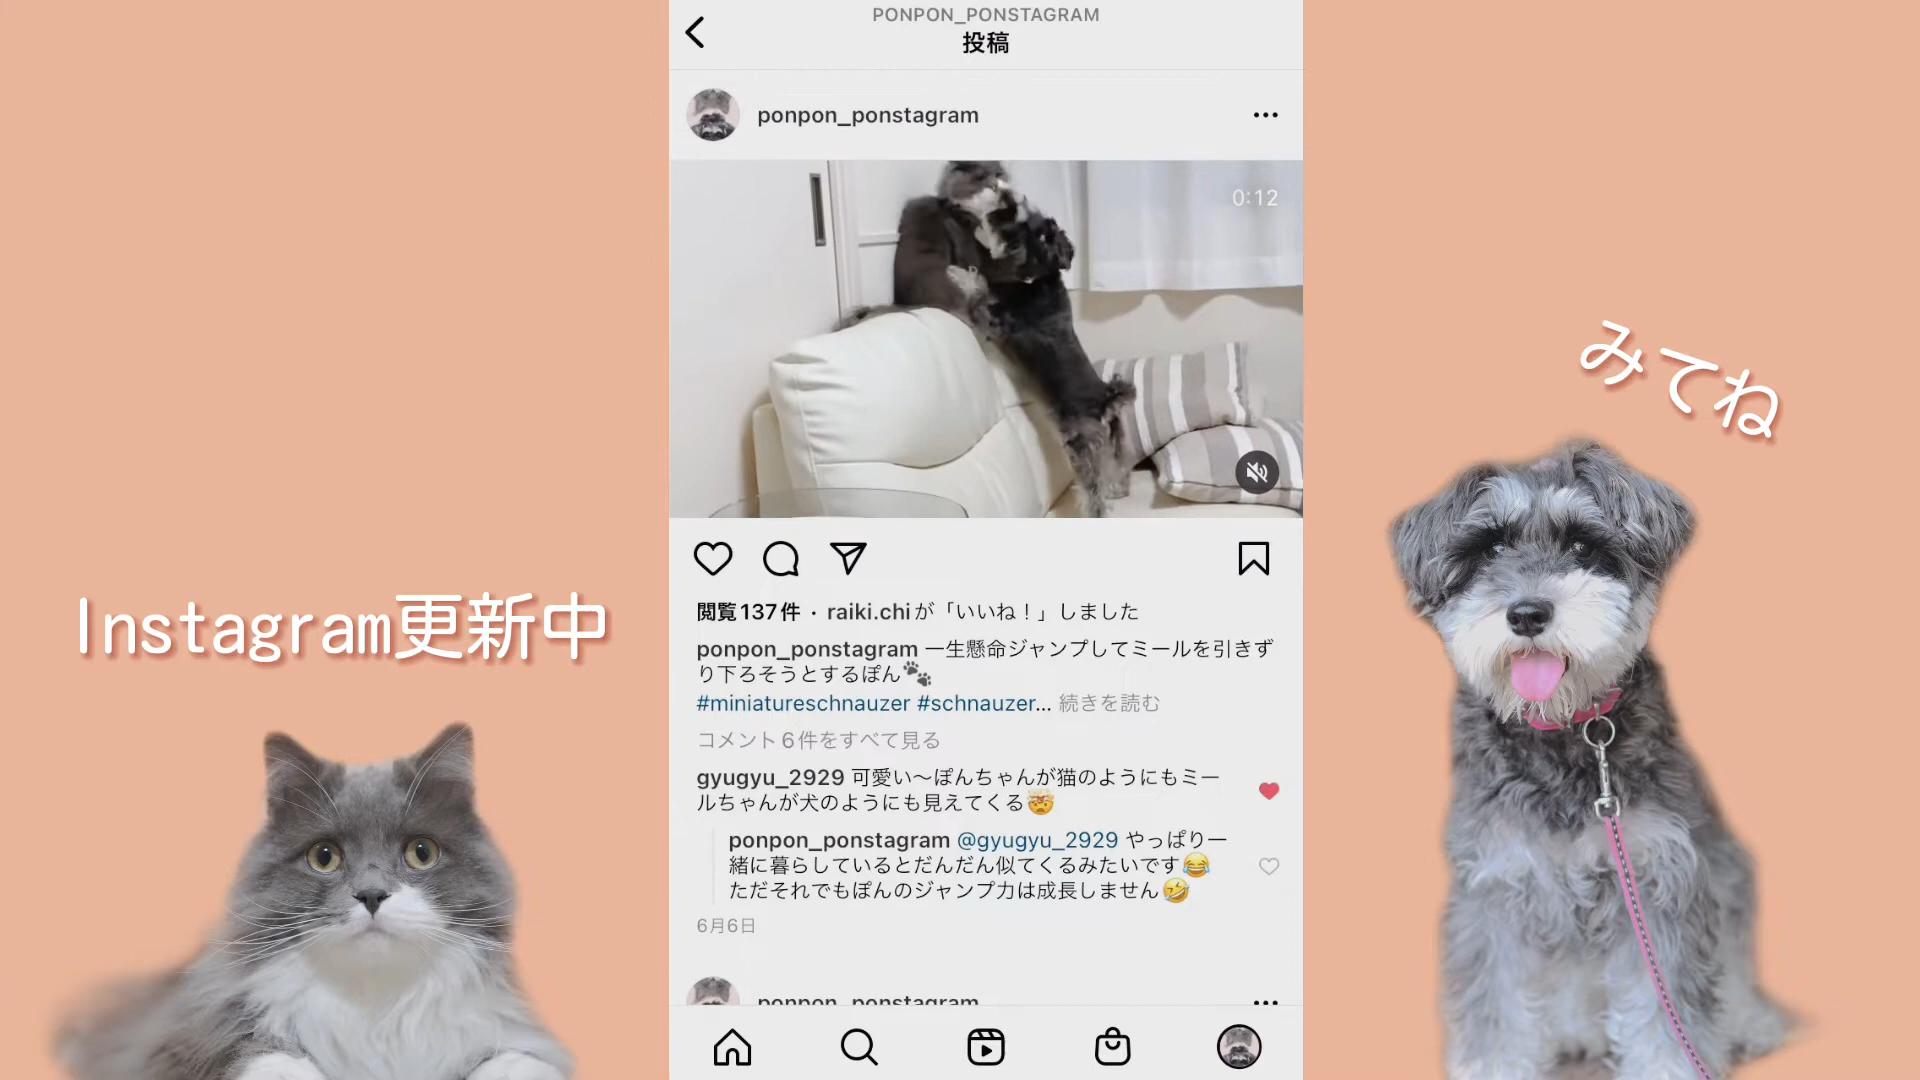 PONPON_PONSTAGRAM
投稿
ponpon_ponstagram
0:12
閲覧137件 · raiki.chiが「いいね！」しました
ponpon_ponstagram 一生懸命ジャンプしてミールを引きず
り下ろそうとするぽん🐾
#miniatureschnauzer #schnauzer... 続きを読む
コメント6件をすべて見る
gyugyu_2929 可愛い〜ぽんちゃんが猫のようにもミー
ルちゃんが犬のようにも見えてくる🤯
ponpon_ponstagram @gyugyu_2929 やっぱり一
緒に暮らしているとだんだん似てくるみたいです😂
ただそれでもぽんのジャンプ力は成長しません🤣
6月6日
ponpon_ponstagram
Instagram更新中
みてね